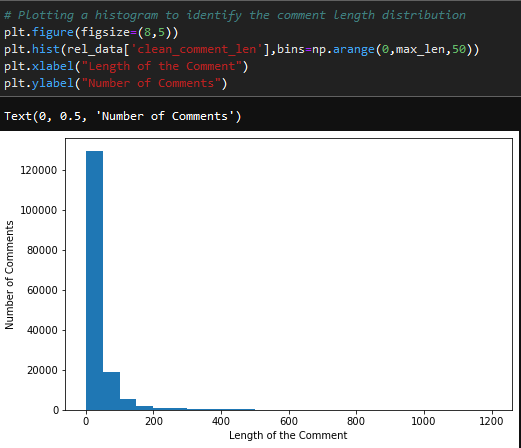 # Plotting a histogram to identify the comment length distribution
plt.figure(figsize=(8,5))
plt.hist(rel_data['clean_comment_len'],bins=np.arange(0,max_len,50))
plt.xlabel("Length of the Comment")
plt.ylabel("Number of Comments")
Text(0, 0.5, 'Number of Comments')
120000
100000
80000
60000
40000
20000
0
Number of Comments
0 200 400 600 800 1000 1200
Length of the Comment